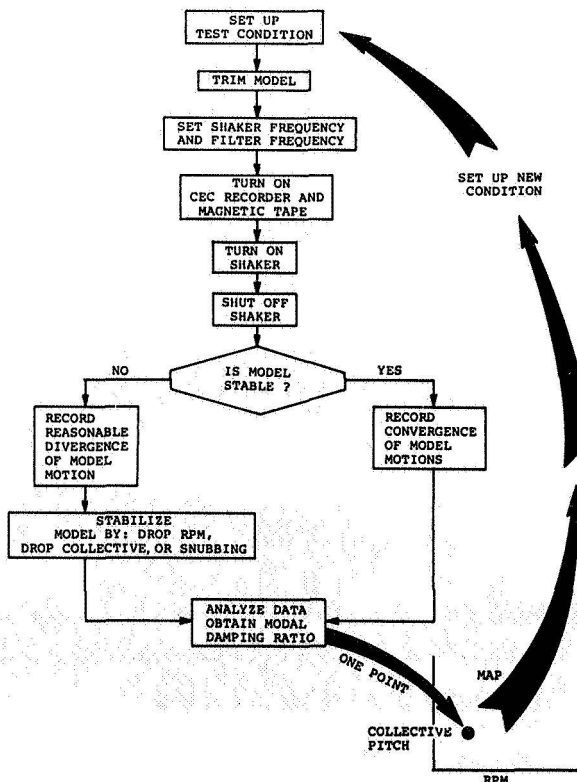 SET UP
TEST CONDITION
TRIM MODEL
SET SHAKER FREQUENCY
AND FILTER FREQUENCY
TURN ON
CEC RECORDER AND
MAGNETIC TAPE
TURN ON
SHAKER
SHUT OFF
SHAKER
IS MODEL
STABLE ?
NO
YES
RECORD
REASONABLE
DIVERGENCE
OF MODEL
MOTION
RECORD
CONVERGENCE
OF MODEL
MOTIONS
STABILIZE
MODEL BY: DROP RPM,
DROP COLLECTIVE, OR SNUBBING
ANALYZE DATA
OBTAIN MODAL
DAMPING RATIO
ONE POINT
MAP
COLLECTIVE
PITCH
RPM
SET UP NEW
CONDITION